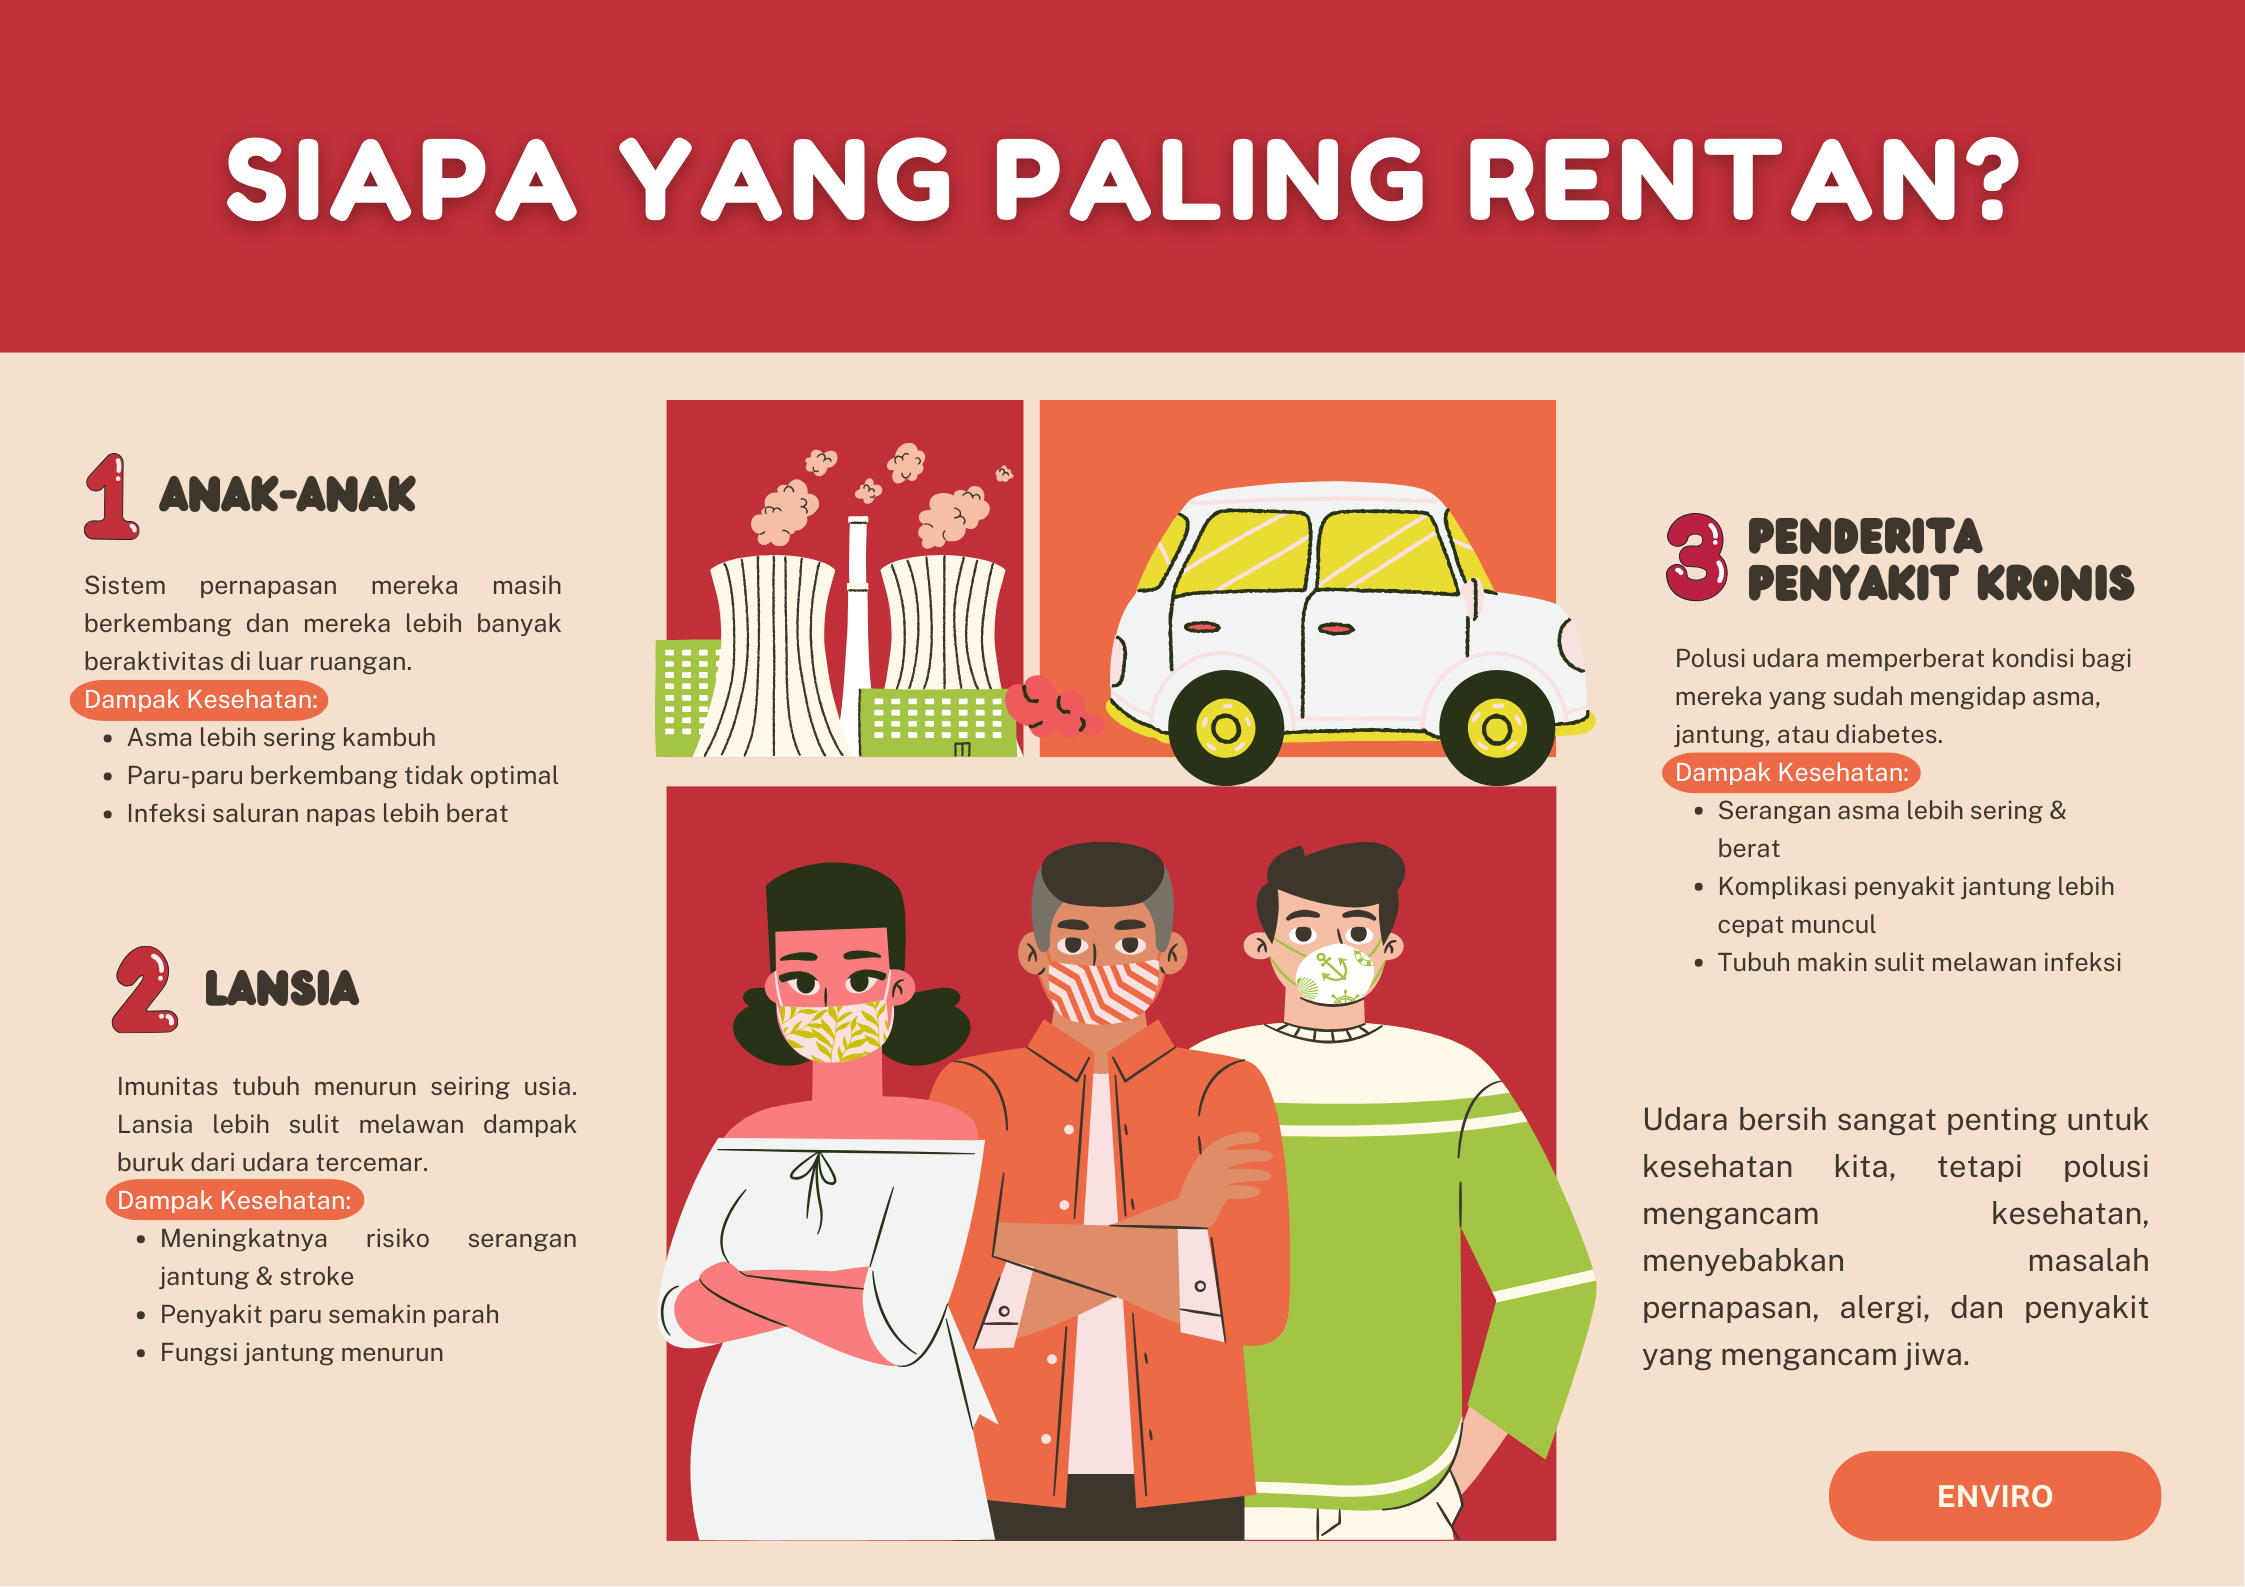 SIAPA YANG PALING RENTAN?
1 ANAK-ANAK
Sistem pernapasan mereka masih
berkembang dan mereka lebih banyak
beraktivitas di luar ruangan.
Dampak Kesehatan:
• Asma lebih sering kambuh
• Paru-paru berkembang tidak optimal
• Infeksi saluran napas lebih berat
2 LANSIA
Imunitas tubuh menurun seiring usia.
Lansia lebih sulit melawan dampak
buruk dari udara tercemar.
Dampak Kesehatan:
• Meningkatnya risiko serangan
jantung & stroke
• Penyakit paru semakin parah
• Fungsi jantung menurun
3 PENDERITA
PENYAKIT KRONIS
Polusi udara memperberat kondisi bagi
mereka yang sudah mengidap asma,
jantung, atau diabetes.
Dampak Kesehatan:
• Serangan asma lebih sering &
berat
• Komplikasi penyakit jantung lebih
cepat muncul
• Tubuh makin sulit melawan infeksi
Udara bersih sangat penting untuk
kesehatan kita, tetapi polusi
mengancam kesehatan,
menyebabkan masalah
pernapasan, alergi, dan penyakit
yang mengancam jiwa.
ENVIRO